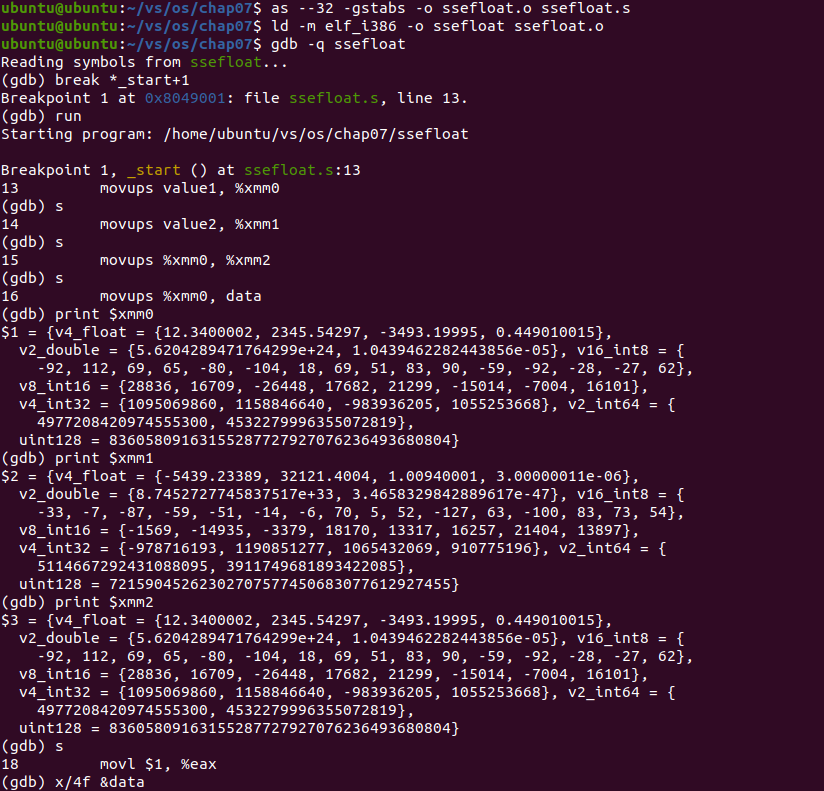 ubuntu@ubuntu:~/vs/os/chap07$ as --32 -gstabs -o ssefloat.o ssefloat.s
ubuntu@ubuntu:~/vs/os/chap07$ ld -m elf_i386 -o ssefloat ssefloat.o
ubuntu@ubuntu:~/vs/os/chap07$ gdb -q ssefloat
Reading symbols from ssefloat...
(gdb) break *_start+1
Breakpoint 1 at 0x8049001: file ssefloat.s, line 13.
(gdb) run
Starting program: /home/ubuntu/vs/os/chap07/ssefloat
Breakpoint 1, _start () at ssefloat.s:13
13 movups value1, %xmm0
(gdb) s
14 movups value2, %xmm1
(gdb) s
15 movups %xmm0, %xmm2
(gdb) s
16 movups %xmm0, data
(gdb) print $xmm0
$1 = {v4_float = {12.3400002, 2345.54297, -3493.19995, 0.449010015},
v2_double = {5.6204289471764299e+24, 1.0439462282443856e-05}, v16_int8 = {
-92, 112, 69, 65, -80, -104, 18, 69, 51, 83, 90, -59, -92, -28, -27, 62},
v8_int16 = {28836, 16709, -26448, 17682, 21299, -15014, -7004, 16101},
v4_int32 = {1095069860, 1158846640, -983936205, 1055253668}, v2_int64 = {
4977208420974555300, 4532279996355072819},
uint128 = 83605809163155287727927076236493680804}
(gdb) print $xmm1
$2 = {v4_float = {-5439.23389, 32121.4004, 1.00940001, 3.00000011e-06},
v2_double = {8.7452727745837517e+33, 3.4658329842889617e-47}, v16_int8 = {
-33, -7, -87, -59, -51, -14, -6, 70, 5, 52, -127, 63, -100, 83, 73, 54},
v8_int16 = {-1569, -14935, -3379, 18170, 13317, 16257, 21404, 13897},
v4_int32 = {-978716193, 1190851277, 1065432069, 910775196}, v2_int64 = {
5114667292431088095, 3911749681893422085},
uint128 = 72159045262302707577450683077612927455}
(gdb) print $xmm2
$3 = {v4_float = {12.3400002, 2345.54297, -3493.19995, 0.449010015},
v2_double = {5.6204289471764299e+24, 1.0439462282443856e-05}, v16_int8 = {
-92, 112, 69, 65, -80, -104, 18, 69, 51, 83, 90, -59, -92, -28, -27, 62},
v8_int16 = {28836, 16709, -26448, 17682, 21299, -15014, -7004, 16101},
v4_int32 = {1095069860, 1158846640, -983936205, 1055253668}, v2_int64 = {
4977208420974555300, 4532279996355072819},
uint128 = 83605809163155287727927076236493680804}
(gdb) s
18 movl $1, %eax
(gdb) x/4f &data